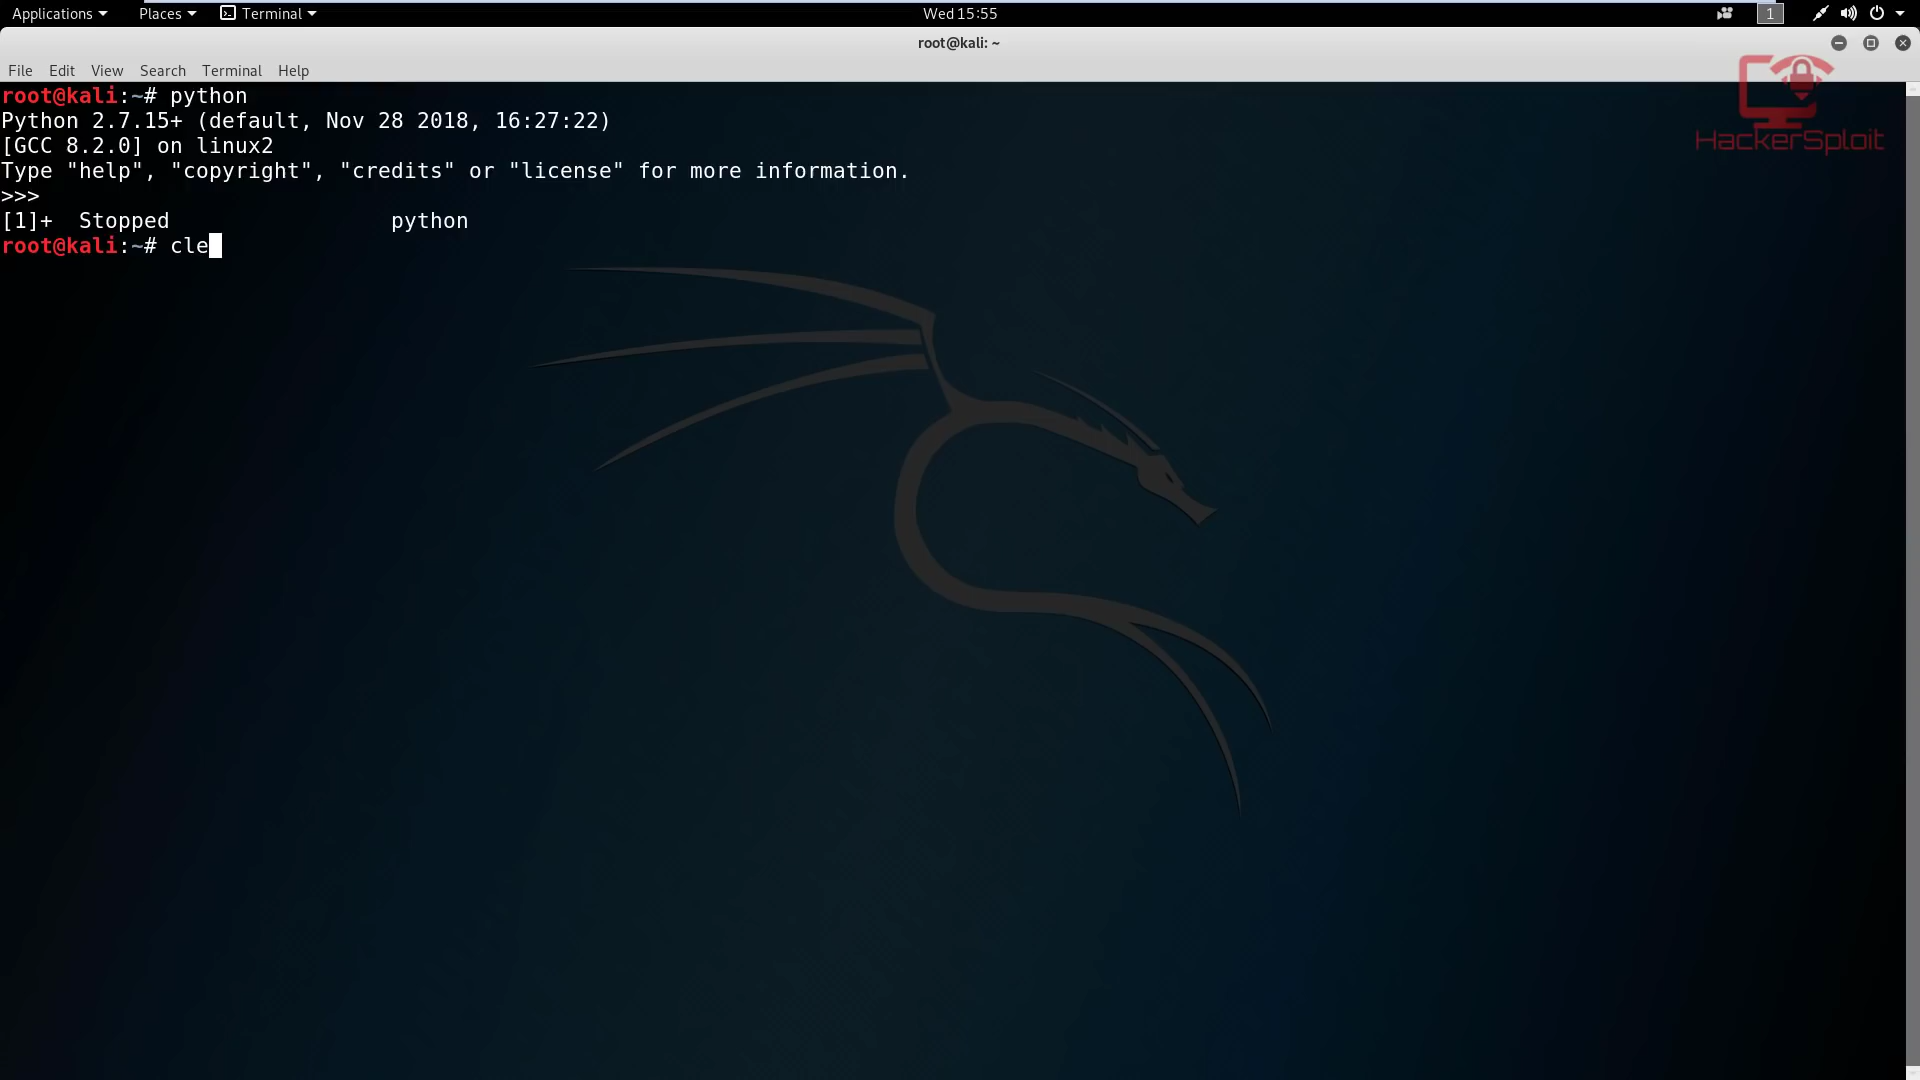 Applications Places Terminal Wed 15:55 1
root@kali: ~
File Edit View Search Terminal Help
root@kali:~# python
Python 2.7.15+ (default, Nov 28 2018, 16:27:22)
[GCC 8.2.0] on linux2
Type "help", "copyright", "credits" or "license" for more information.
>>>
[1]+  Stopped                 python
root@kali:~# cle
HackerSploit